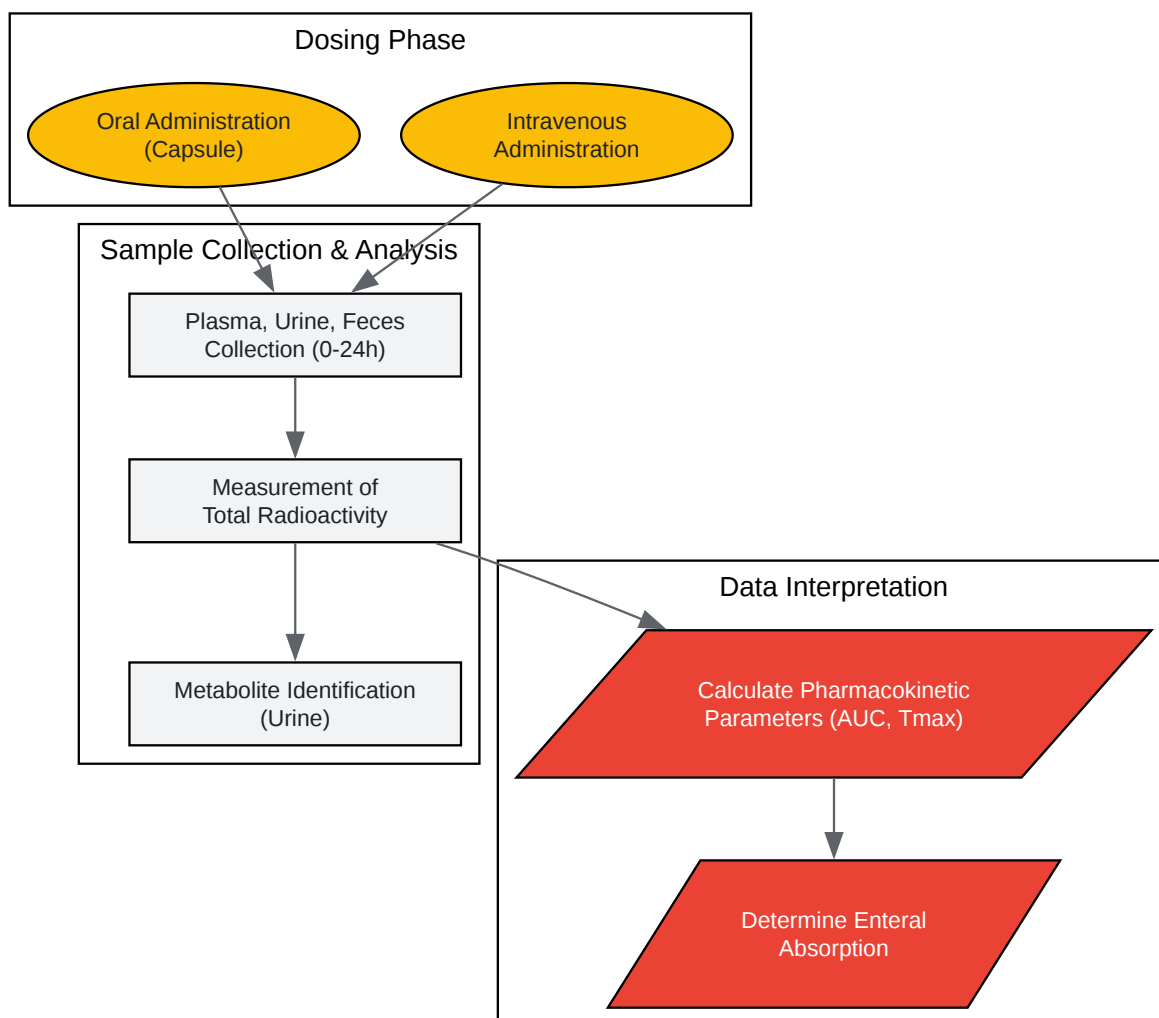 Dosing Phase
Oral Administration
(Capsule)
Intravenous
Administration
Sample Collection & Analysis
Plasma, Urine, Feces
Collection (0-24h)
Measurement of
Total Radioactivity
Metabolite Identification
(Urine)
Data Interpretation
Calculate Pharmacokinetic
Parameters (AUC, Tmax)
Determine Enteral
Absorption